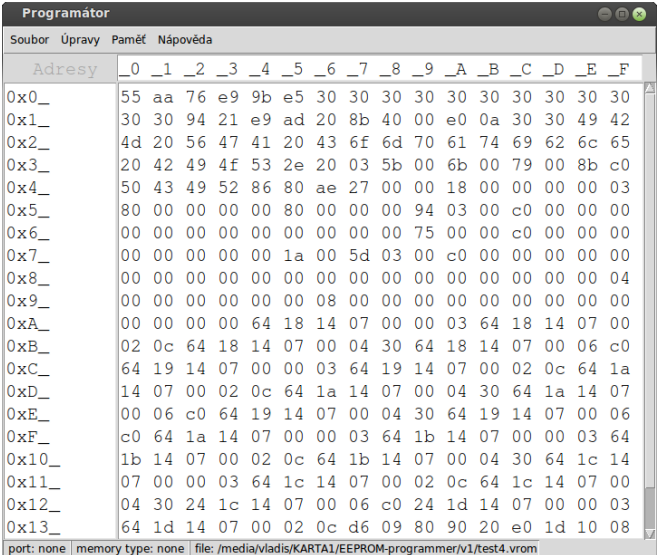 Programátor
Soubor Úpravy Paměť Nápověda
Adresy _0 _1 _2 _3 _4 _5 _6 _7 _8 _9 _A _B _C _D _E _F
0x0_ 55 aa 76 e9 9b e5 30 30 30 30 30 30 30 30 30 30
0x1_ 30 30 94 21 e9 ad 20 8b 40 00 e0 0a 30 30 49 42
0x2_ 4d 20 56 47 41 20 43 6f 6d 70 61 74 69 62 6c 65
0x3_ 20 42 49 4f 53 2e 20 03 5b 00 6b 00 79 00 8b c0
0x4_ 50 43 49 52 86 80 ae 27 00 00 18 00 00 00 00 03
0x5_ 80 00 00 00 00 80 00 00 00 94 03 00 c0 00 00 00
0x6_ 00 00 00 00 00 00 00 00 00 75 00 00 c0 00 00 00
0x7_ 00 00 00 00 00 1a 00 5d 03 00 c0 00 00 00 00 00
0x8_ 00 00 00 00 00 00 00 00 00 00 00 00 00 00 00 04
0x9_ 00 00 00 00 00 00 08 00 00 00 00 00 00 00 00 00
0xA_ 00 00 00 00 64 18 14 07 00 00 03 64 18 14 07 00
0xB_ 02 0c 64 18 14 07 00 04 30 64 18 14 07 00 06 c0
0xC_ 64 19 14 07 00 00 03 64 19 14 07 00 02 0c 64 1a
0xD_ 14 07 00 02 0c 64 1a 14 07 00 04 30 64 1a 14 07
0xE_ 00 06 c0 64 19 14 07 00 04 30 64 19 14 07 00 06
0xF_ c0 64 1a 14 07 00 00 03 64 1b 14 07 00 00 03 64
0x10_ 1b 14 07 00 02 0c 64 1b 14 07 00 04 30 64 1c 14
0x11_ 07 00 00 03 64 1c 14 07 00 02 0c 64 1c 14 07 00
0x12_ 04 30 24 1c 14 07 00 06 c0 24 1d 14 07 00 00 03
0x13_ 64 1d 14 07 00 02 0c d6 09 80 90 20 e0 1d 10 08
port: none memory type: none file: /media/vladis/KARTA1/EEPROM-programmer/v1/test4.vrom